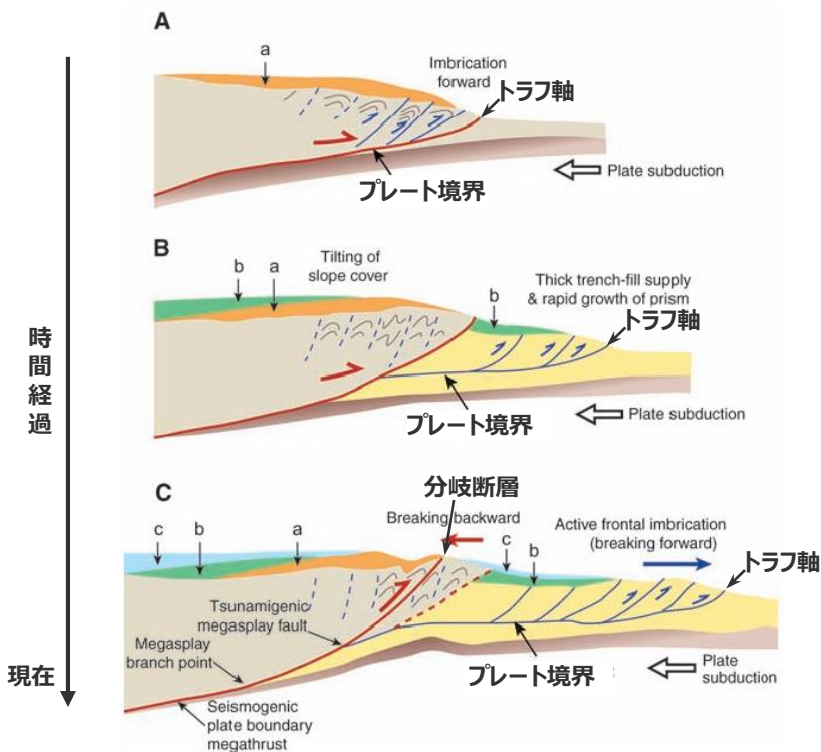 A
a
Imbrication
forward
トラフ軸
プレート境界
Plate subduction
B
b
a
Tilting of
slope cover
Thick trench-fill supply
& rapid growth of prism
b
トラフ軸
プレート境界
Plate subduction
時間経過
C
分岐断層
Breaking backward
c
b
a
c
b
Active frontal imbrication
(breaking forward)
トラフ軸
Tsunamigenic
megasplay fault
Megasplay
branch point
プレート境界
Plate
subduction
現在
Seismogenic
plate boundary
megathrust